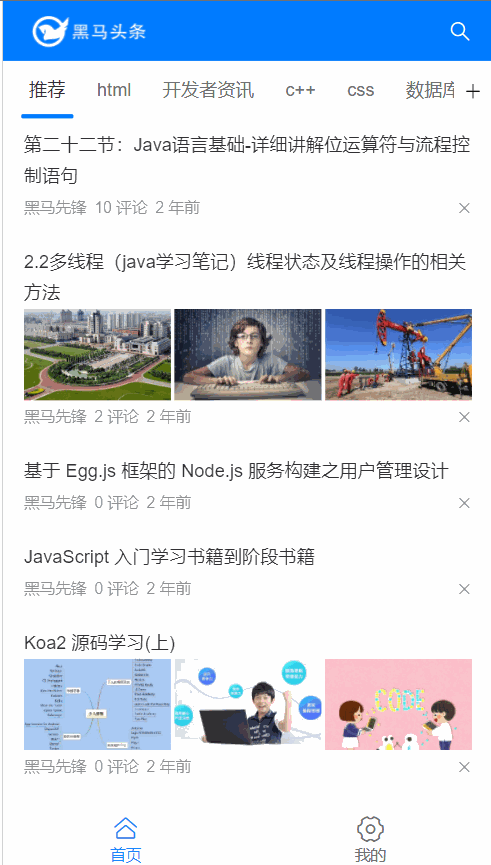 黑马头条
推荐 html 开发者资讯 c++ css 数据库
第二十二节：Java语言基础-详细讲解位运算符与流程控
制语句
黑马先锋 10 评论 2 年前
2.2多线程（java学习笔记）线程状态及线程操作的相关
方法
黑马先锋 2 评论 2 年前
基于 Egg.js 框架的 Node.js 服务构建之用户管理设计
黑马先锋 0 评论 2 年前
JavaScript 入门学习书籍到阶段书籍
黑马先锋 0 评论 2 年前
Koa2 源码学习(上)
CODE
黑马先锋 0 评论 2 年前
首页 我的